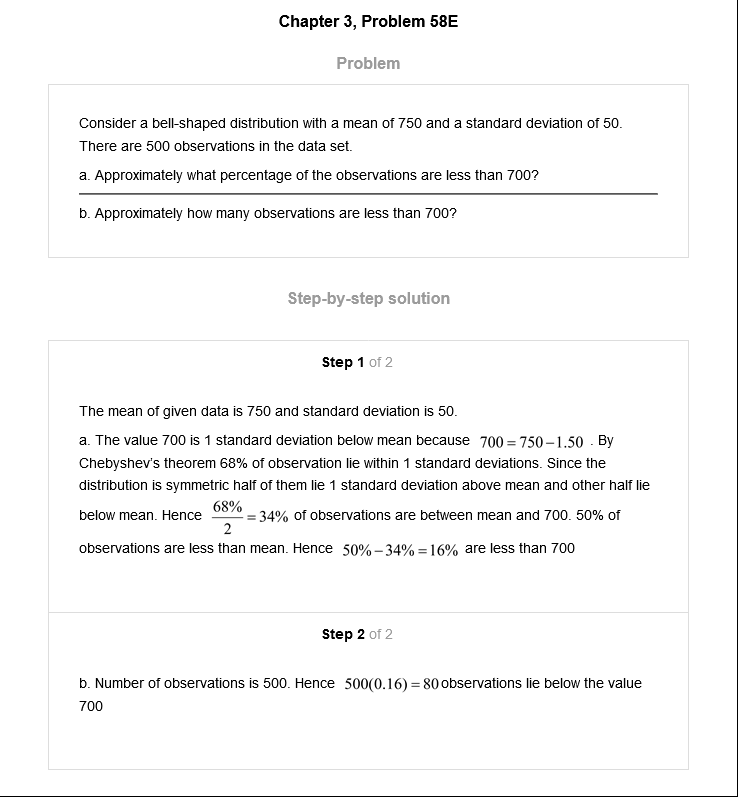 Chapter 3, Problem 58E
Problem
Consider a bell-shaped distribution with a mean of 750 and a standard deviation of 50.
There are 500 observations in the data set.
a. Approximately what percentage of the observations are less than 700?
b. Approximately how many observations are less than 700?
Step-by-step solution
Step 1 of 2
The mean of given data is 750 and standard deviation is 50.
a. The value 700 is 1 standard deviation below mean because 700 = 750 – 1.50 . By
Chebyshev's theorem 68% of observation lie within 1 standard deviations. Since the
distribution is symmetric half of them lie 1 standard deviation above mean and other half lie
below mean. Hence 68%/2 = 34% of observations are between mean and 700. 50% of
observations are less than mean. Hence 50% – 34% = 16% are less than 700
Step 2 of 2
b. Number of observations is 500. Hence 500(0.16) = 80 observations lie below the value
700